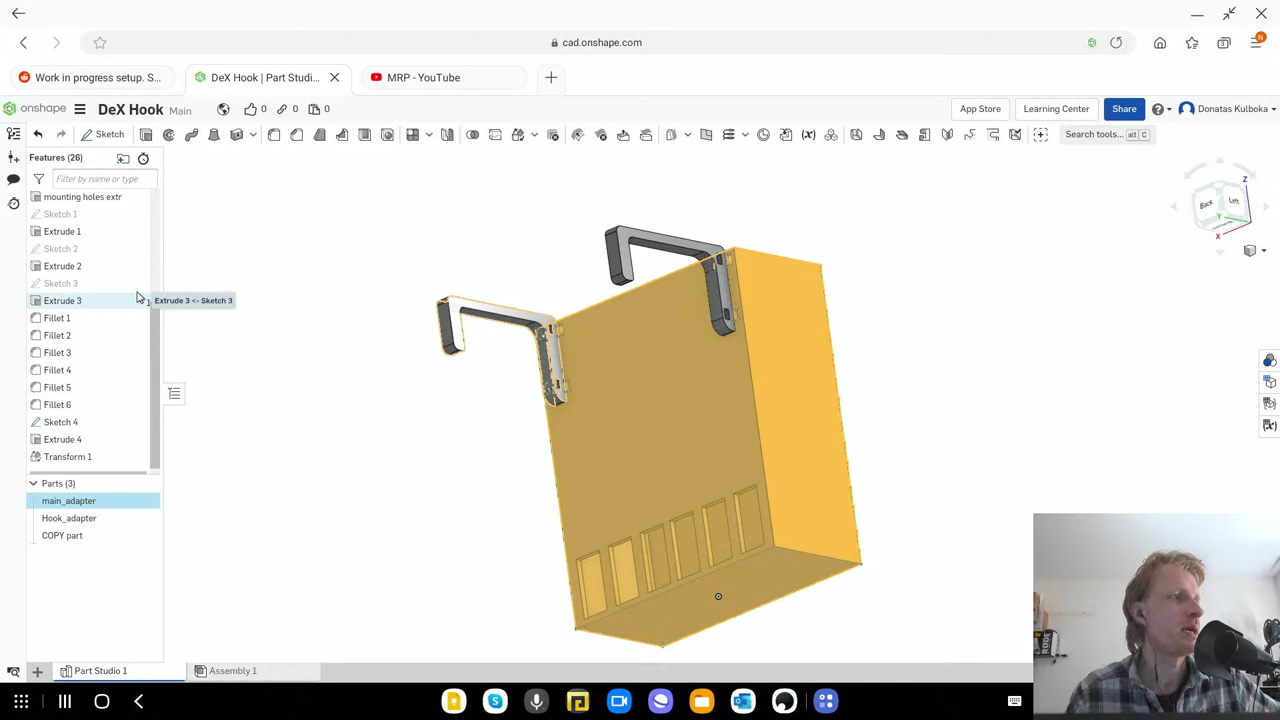 cad.onshape.com
3
N
Work in progress setup. S...
DeX Hook | Part Studi...
MRP - YouTube
onshape
DeX Hook
Main
0
0
0
App Store
Learning Center
Share
Donatas Kulboka
Sketch
Search tools...
alt C
Features (26)
Filter by name or type
mounting holes extr
Sketch 1
Extrude 1
Sketch 2
Extrude 2
Sketch 3
Extrude 3
Extrude 3 <- Sketch 3
Fillet 1
Fillet 2
Fillet 3
Fillet 4
Fillet 5
Fillet 6
Sketch 4
Extrude 4
Transform 1
Parts (3)
main_adapter
Hook_adapter
COPY part
Z
Back
Left
Y
X
RODE
Part Studio 1
Assembly 1